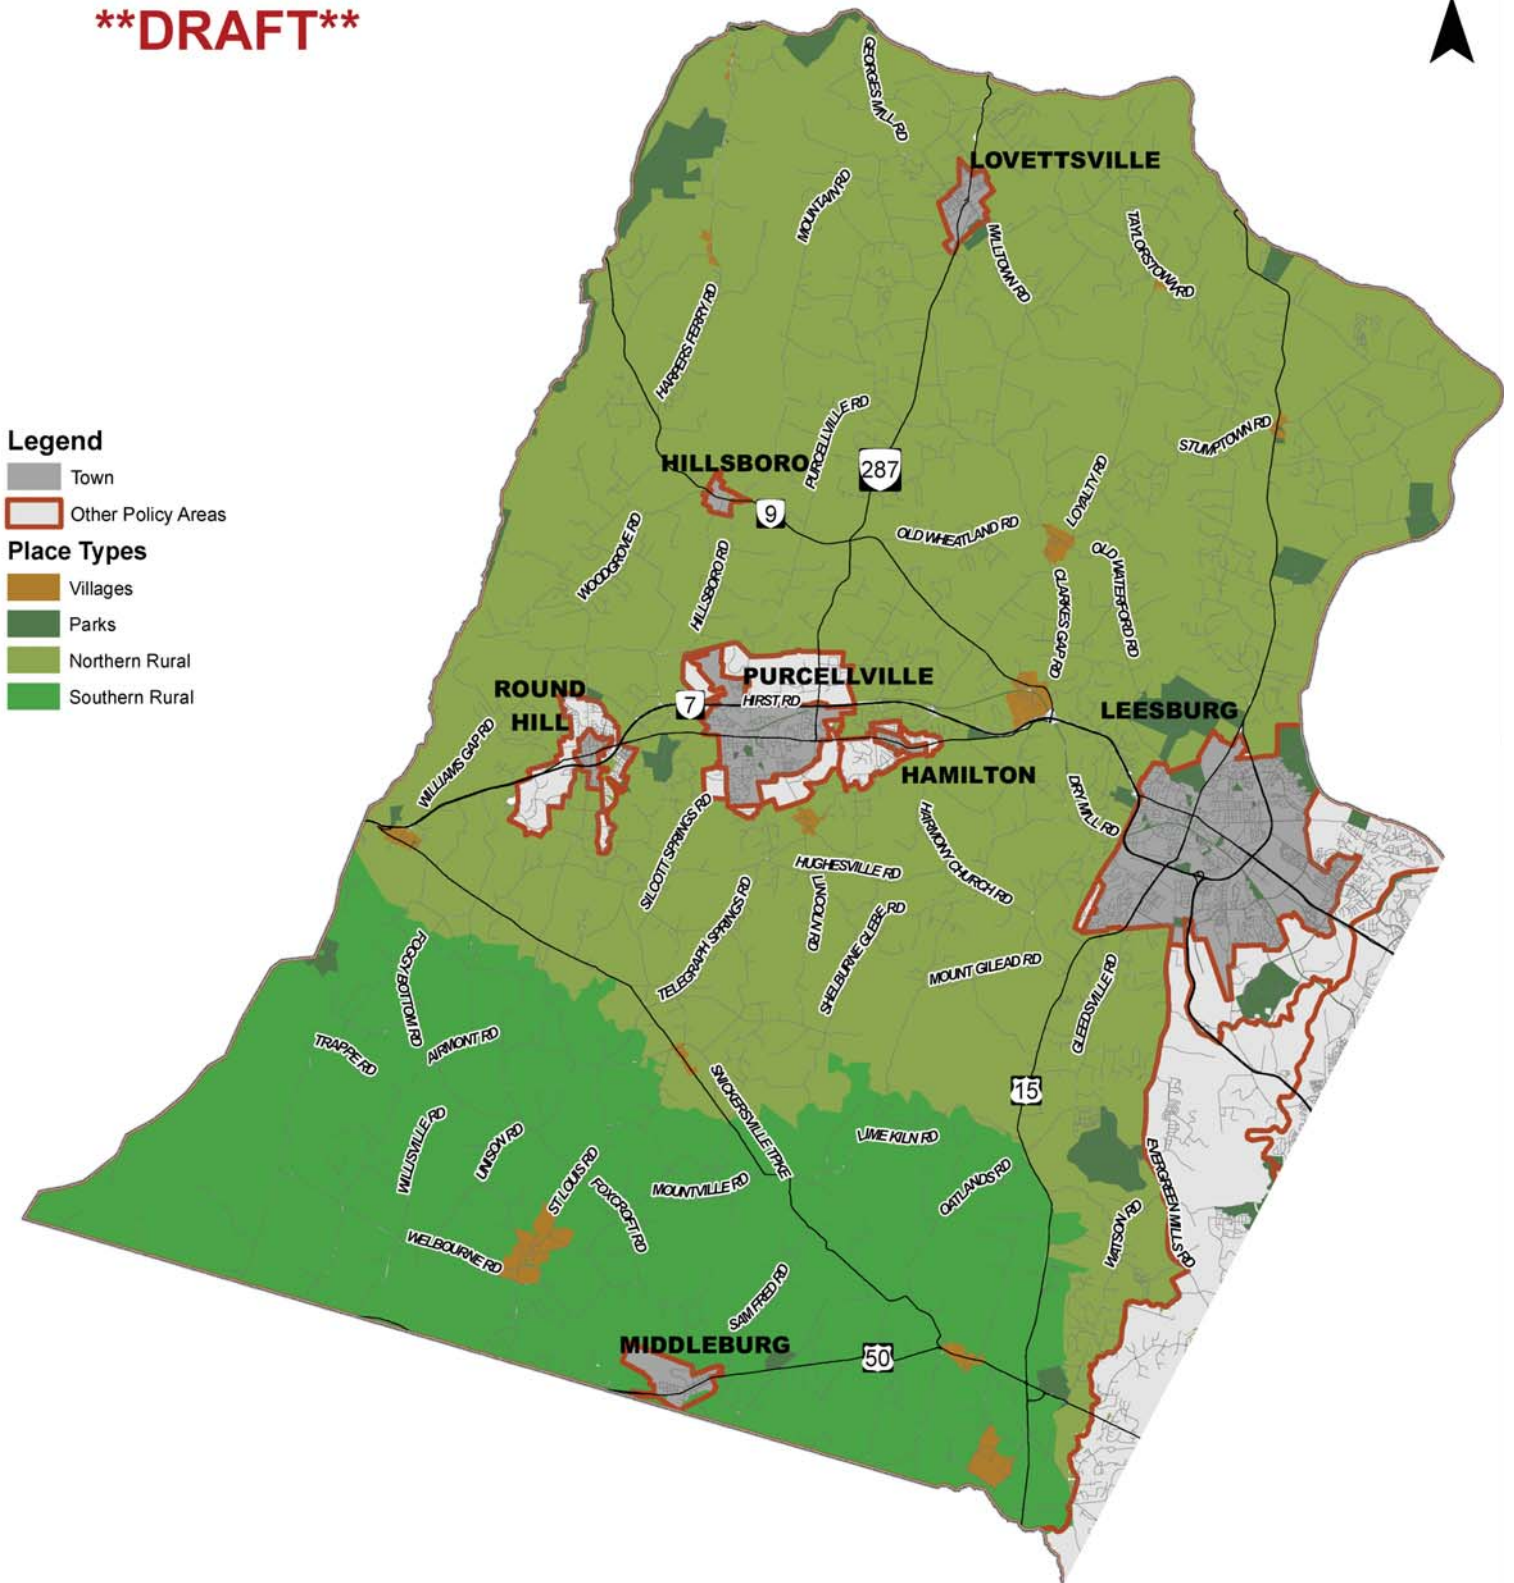 **DRAFT**
GEORGES MILL RD
LOVETTSVILLE
MOUNTAIN RD
MILLTOWN RD
TAYLORSTOWN RD
HARPERS FERRY RD
Legend
Town
Other Policy Areas
Place Types
Villages
Parks
Northern Rural
Southern Rural
PURCELLVILLE RD
STUMPTOWN RD
HILLSBORO
287
9
LOYALTY RD
OLD WHEATLAND RD
WOODGROVE RD
HILLSBORO RD
OLD WATERFORD RD
CLARKES GAP RD
ROUND
HILL
PURCELLVILLE
7
HIRST RD
LEESBURG
WILLIAMS GAP RD
HAMILTON
DRY MILL RD
SILCOTT SPRINGS RD
HARMONY CHURCH RD
HUGHESVILLE RD
LINCOLN RD
TELEGRAPH SPRINGS RD
SHELBURNE GLEBE RD
MOUNT GILEAD RD
GLEEDSVILLE RD
FOGGY BOTTOM RD
AIRMONT RD
TRAPPE RD
SNICKERSVILLE TPKE
15
LIME KILN RD
WILLISVILLE RD
UNISON RD
ST LOUIS RD
FOXCROFT RD
MOUNTVILLE RD
OATLANDS RD
EVERGREEN MILLS RD
WATSON RD
WELBOURNE RD
SAM FRED RD
MIDDLEBURG
50